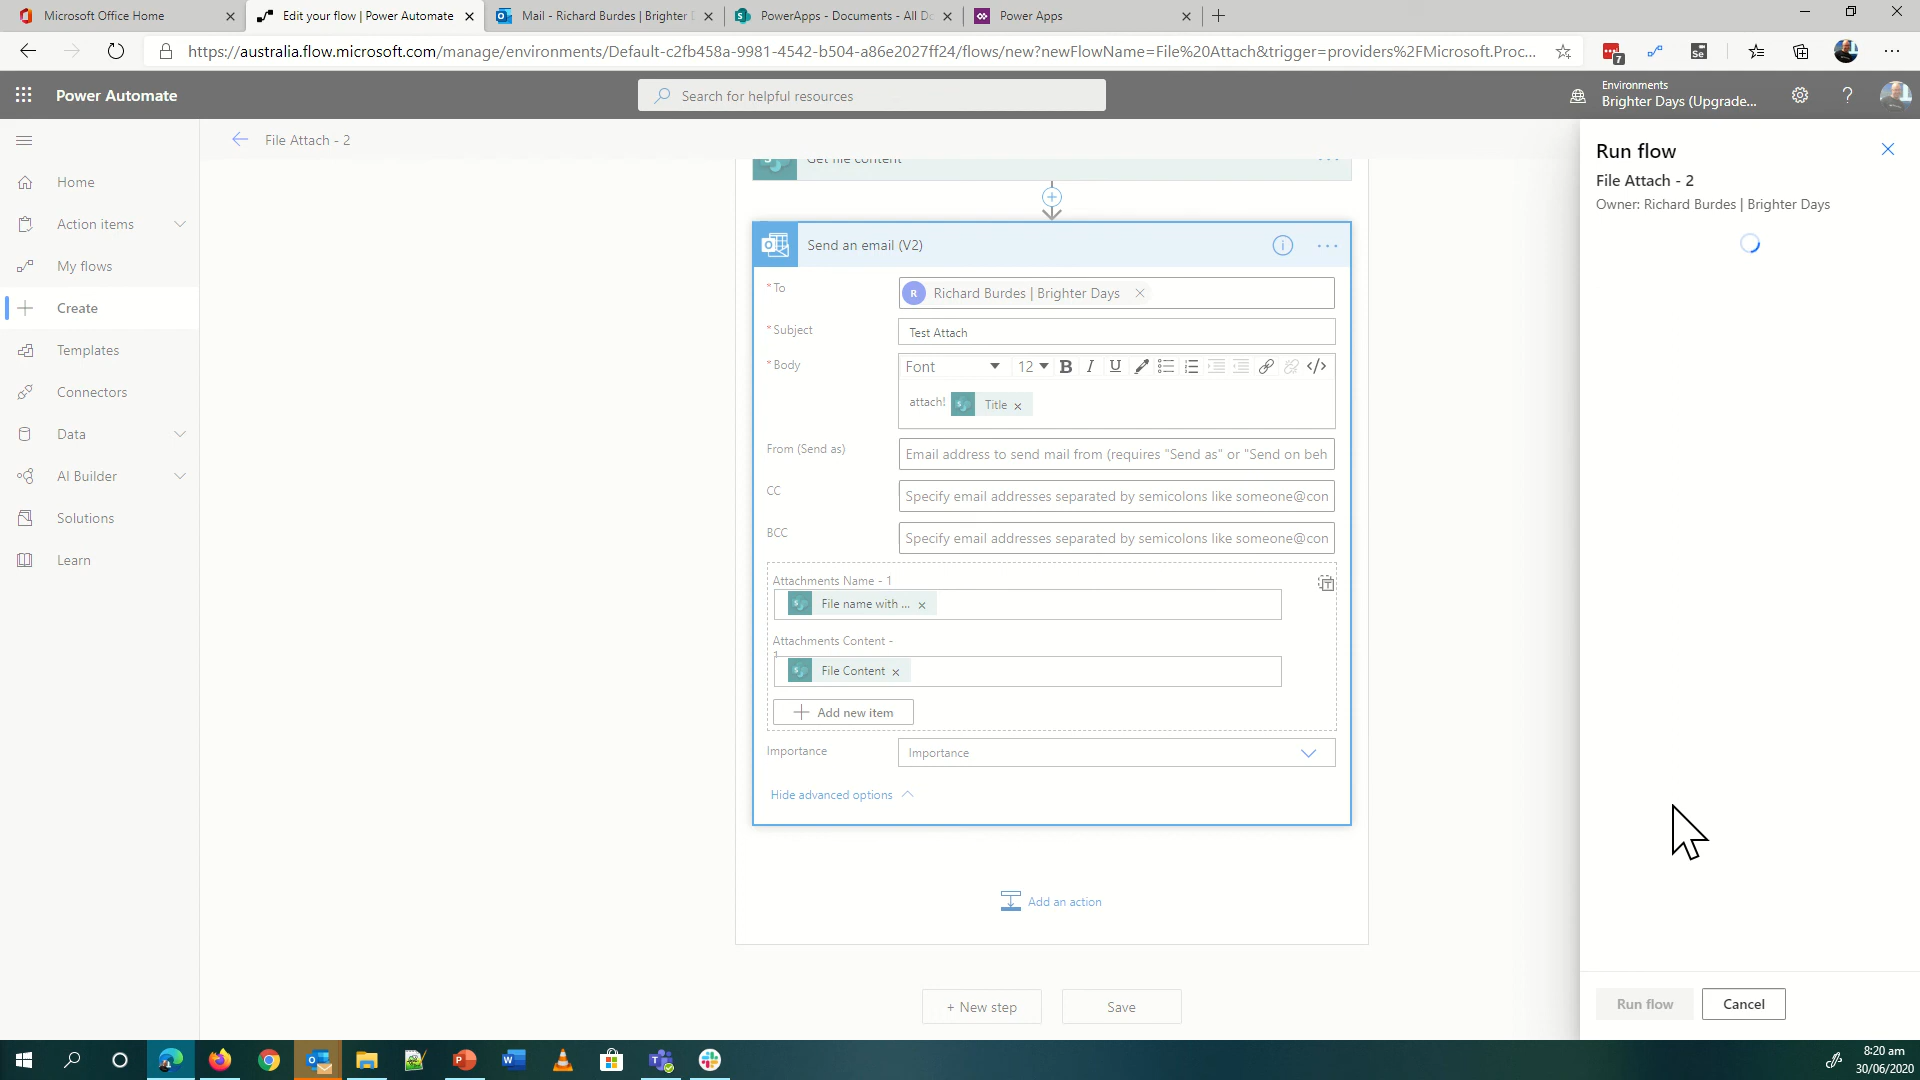 Microsoft Office Home
Edit your flow | Power Automate
Mail - Richard Burdes | Brighter
PowerApps - Documents - All Do
Power Apps
https://australia.flow.microsoft.com/manage/environments/Default-c2fb458a-9981-4542-b504-a86e2027ff24/flows/new?newFlowName=File%20Attach&trigger=providers%2FMicrosoft.Proc...
7
Se
Power Automate
Search for helpful resources
Environments
Brighter Days (Upgrade...
?
File Attach - 2
Home
Action items
My flows
Create
Templates
Connectors
Data
AI Builder
Solutions
Learn
Get file content
Send an email (V2)
* To
R Richard Burdes | Brighter Days
* Subject
Test Attach
* Body
Font 12 B I U </>
attach! Title
From (Send as)
Email address to send mail from (requires "Send as" or "Send on beh
CC
Specify email addresses separated by semicolons like someone@con
BCC
Specify email addresses separated by semicolons like someone@con
Attachments Name - 1
File name with ...
Attachments Content -
1
File Content
Add new item
Importance
Importance
Hide advanced options
Add an action
+ New step
Save
Run flow
File Attach - 2
Owner: Richard Burdes | Brighter Days
Run flow
Cancel
8:20 am
30/06/2020